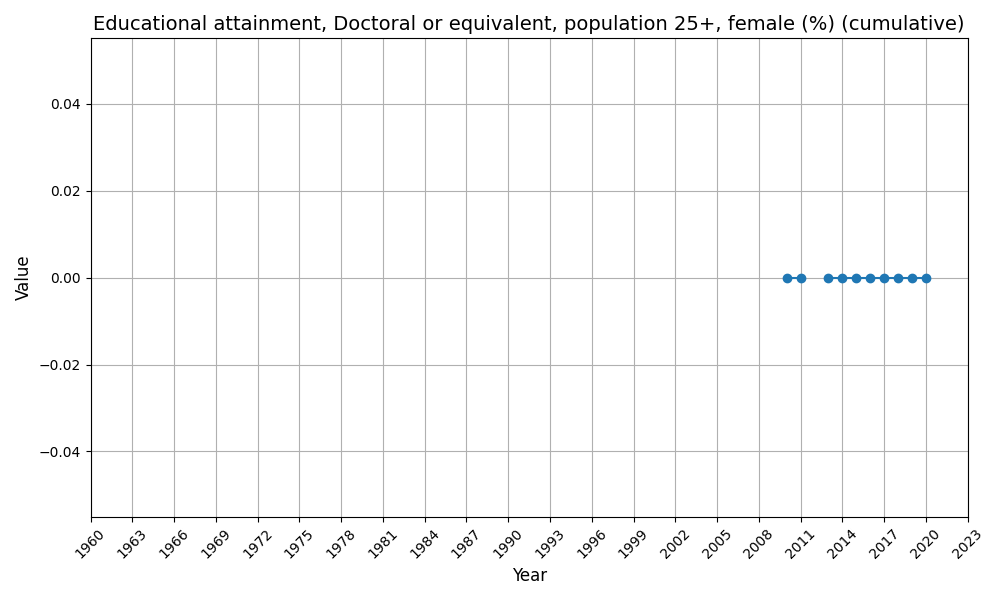 Educational attainment, Doctoral or equivalent, population 25+, female (%) (cumulative)
0.04
0.02
0.00
−0.02
−0.04
Value
1960 1963 1966 1969 1972 1975 1978 1981 1984 1987 1990 1993 1996 1999 2002 2005 2008 2011 2014 2017 2020 2023
Year